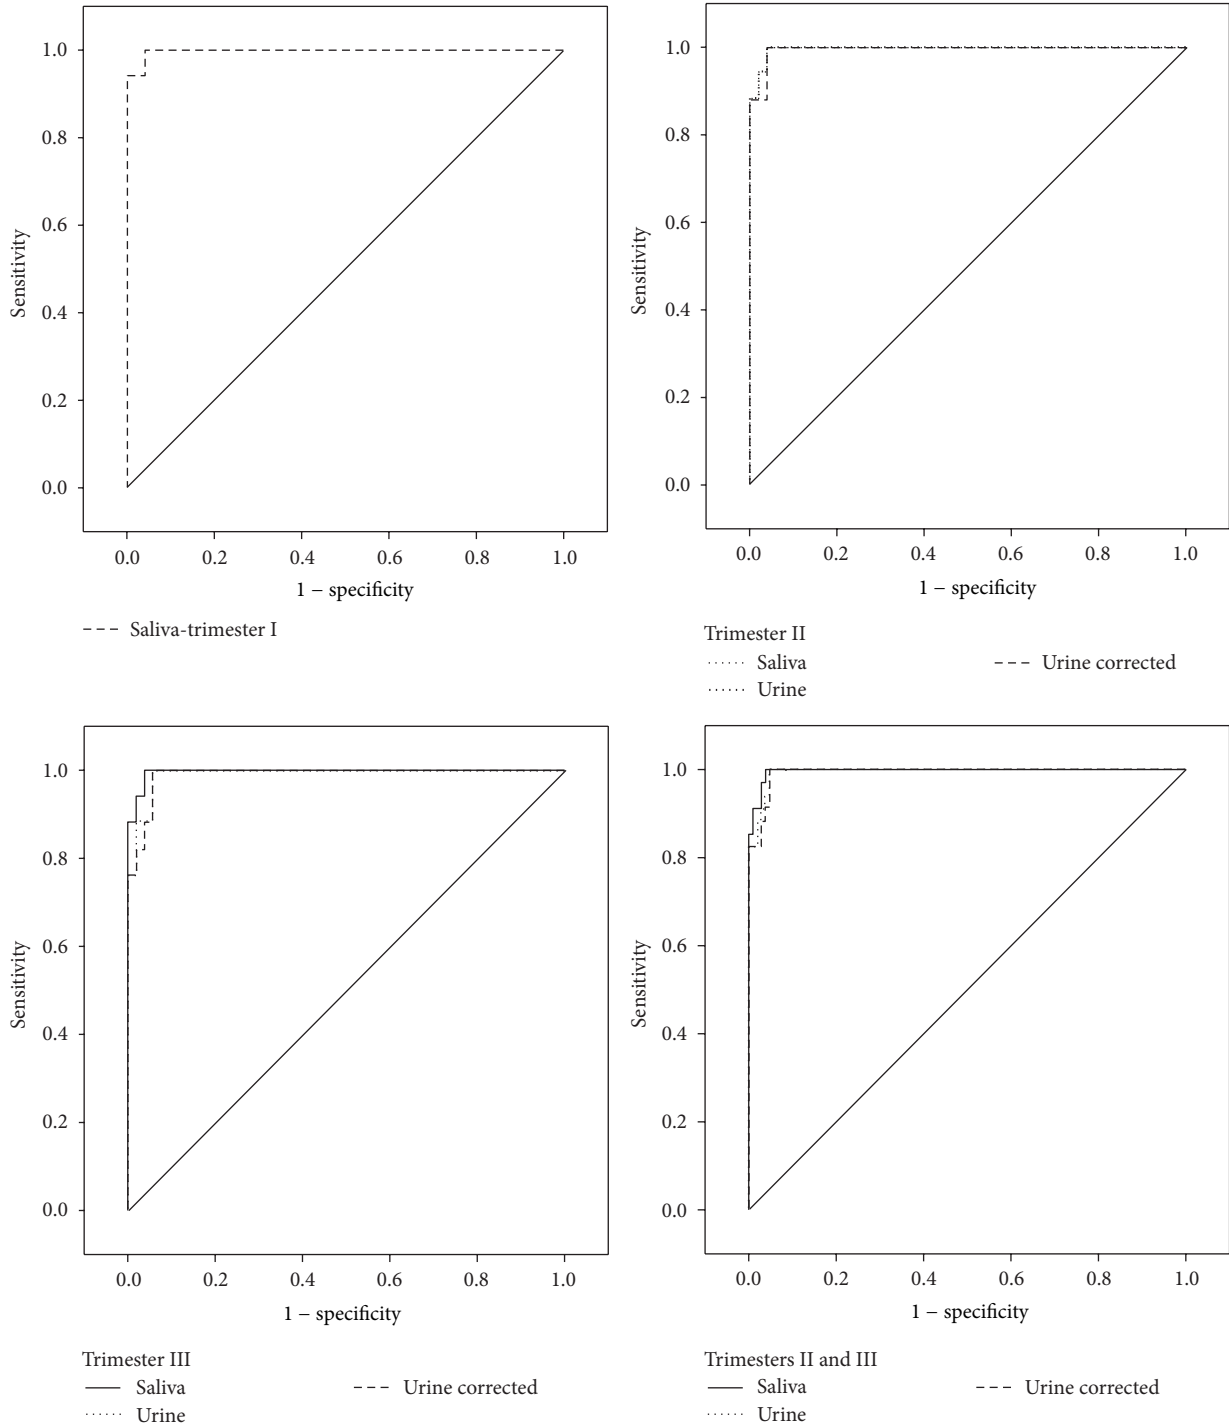 1.0
0.8
0.6
0.4
0.2
0.0
Sensitivity
0.0 0.2 0.4 0.6 0.8 1.0
1 − specificity
Saliva-trimester I
1.0
0.8
0.6
0.4
0.2
0.0
Sensitivity
0.0 0.2 0.4 0.6 0.8 1.0
1 − specificity
Trimester II
Saliva Urine corrected
Urine
1.0
0.8
0.6
0.4
0.2
0.0
Sensitivity
0.0 0.2 0.4 0.6 0.8 1.0
1 − specificity
Trimester III
Saliva Urine corrected
Urine
1.0
0.8
0.6
0.4
0.2
0.0
Sensitivity
0.0 0.2 0.4 0.6 0.8 1.0
1 − specificity
Trimesters II and III
Saliva Urine corrected
Urine